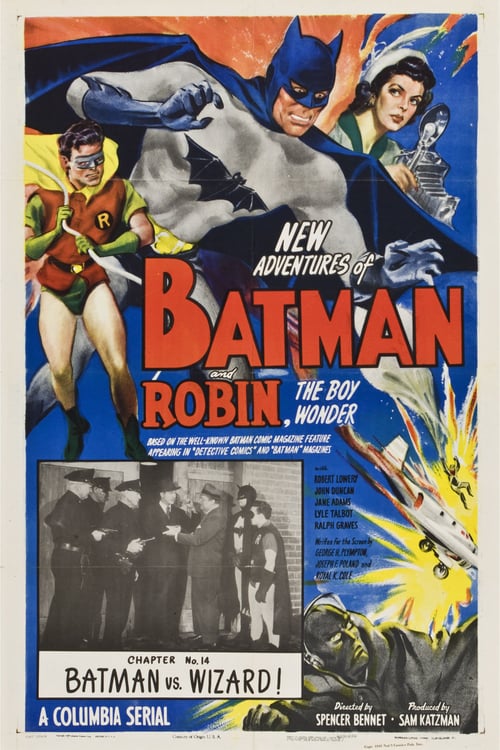 R
NEW
ADVENTURES of
BATMAN
and
ROBIN,
THE BOY
WONDER
BASED ON THE WELL-KNOWN BATMAN COMIC MAGAZINE FEATURE
APPEARING IN "DETECTIVE COMICS" AND "BATMAN" MAGAZINES
with
ROBERT LOWERY
JOHN DUNCAN
JANE ADAMS
LYLE TALBOT
RALPH GRAVES
Written for the Screen by
GEORGE H. PLYMPTON,
JOSEPH F. POLAND and
ROYAL K. COLE
CHAPTER No. 14
BATMAN vs. WIZARD!
A COLUMBIA SERIAL
Directed by
SPENCER BENNET
Produced by
SAM KATZMAN
Country of Origin U.S.A.